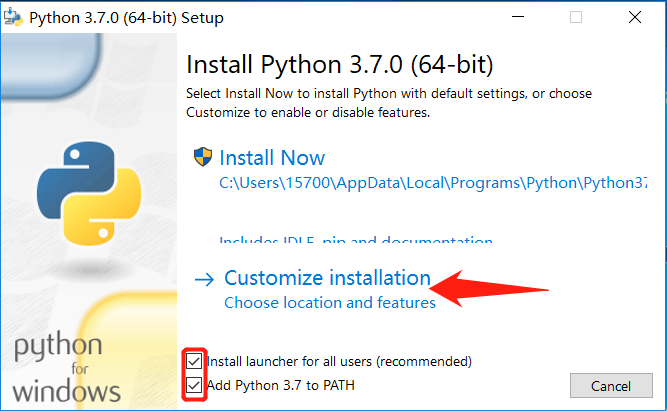 Python 3.7.0 (64-bit) Setup
Install Python 3.7.0 (64-bit)
Select Install Now to install Python with default settings, or choose
Customize to enable or disable features.
Install Now
C:\Users\15700\AppData\Local\Programs\Python\Python37
Includes IDLE, pip and documentation
Customize installation
Choose location and features
Install launcher for all users (recommended)
Add Python 3.7 to PATH
Cancel
python
for
windows